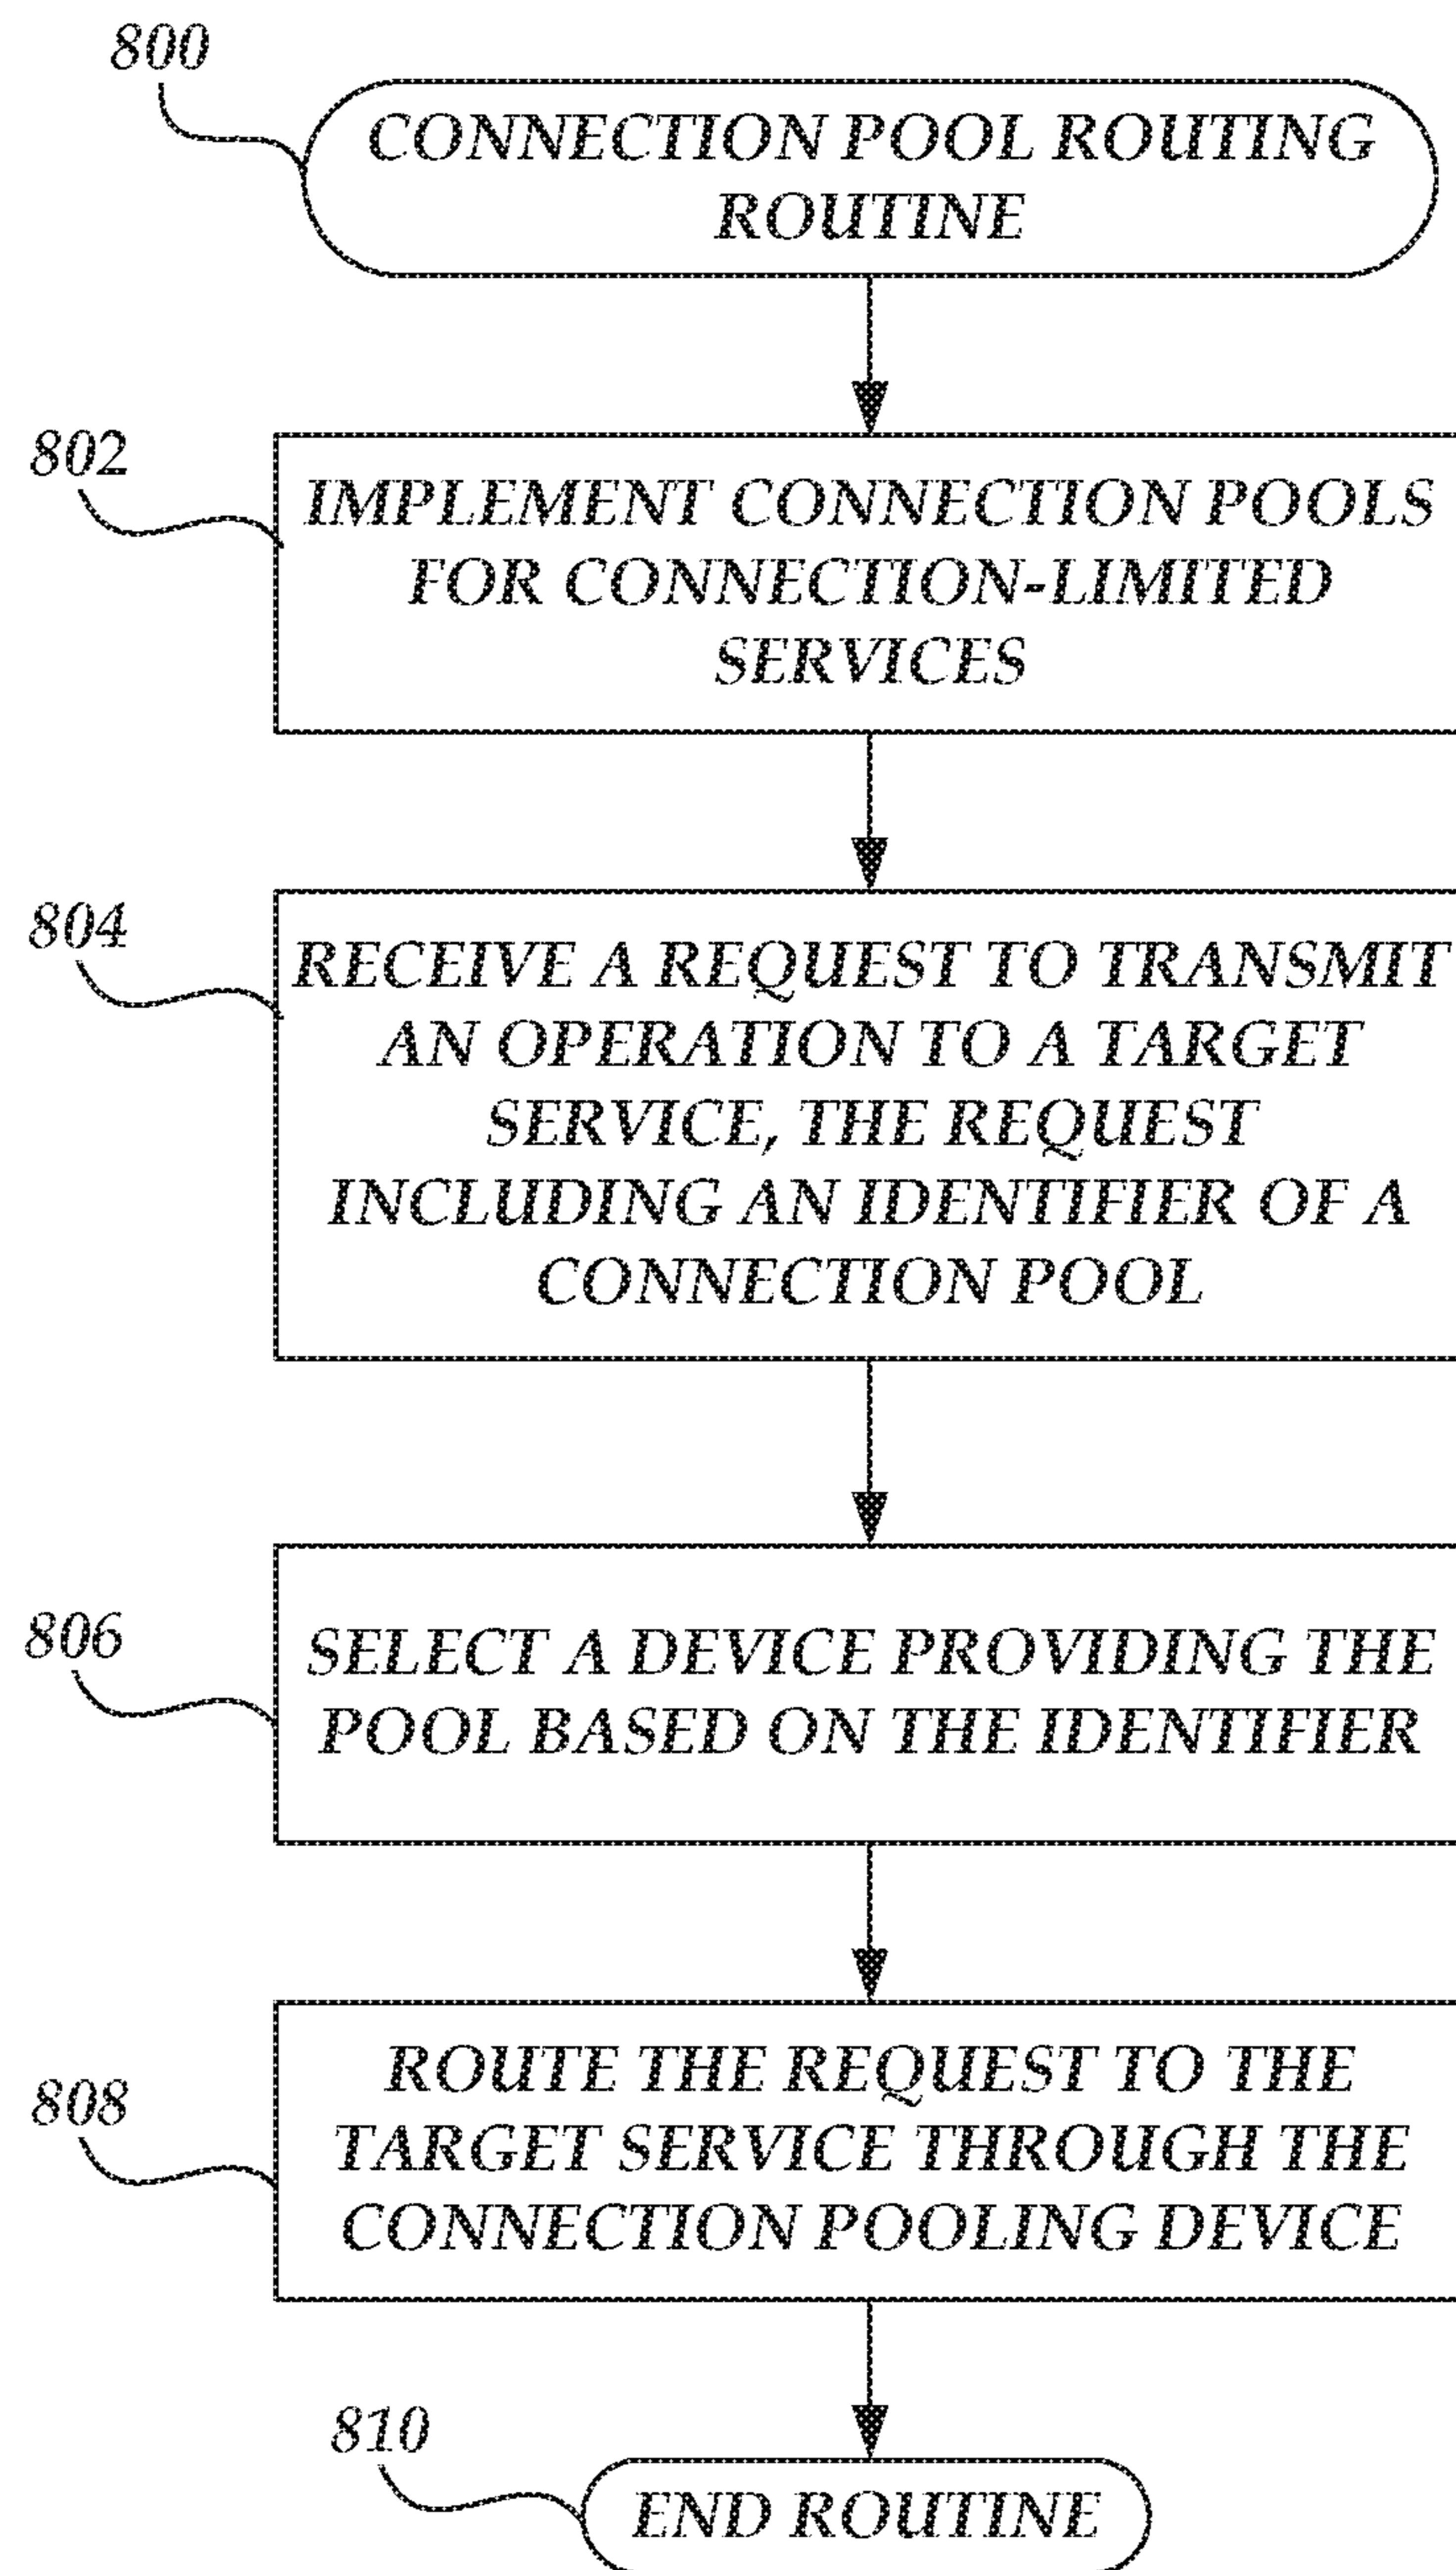 800
CONNECTION POOL ROUTING
ROUTINE
802
IMPLEMENT CONNECTION POOLS
FOR CONNECTION-LIMITED
SERVICES
804
RECEIVE A REQUEST TO TRANSMIT
AN OPERATION TO A TARGET
SERVICE, THE REQUEST
INCLUDING AN IDENTIFIER OF A
CONNECTION POOL
806
SELECT A DEVICE PROVIDING THE
POOL BASED ON THE IDENTIFIER
808
ROUTE THE REQUEST TO THE
TARGET SERVICE THROUGH THE
CONNECTION POOLING DEVICE
810
END ROUTINE